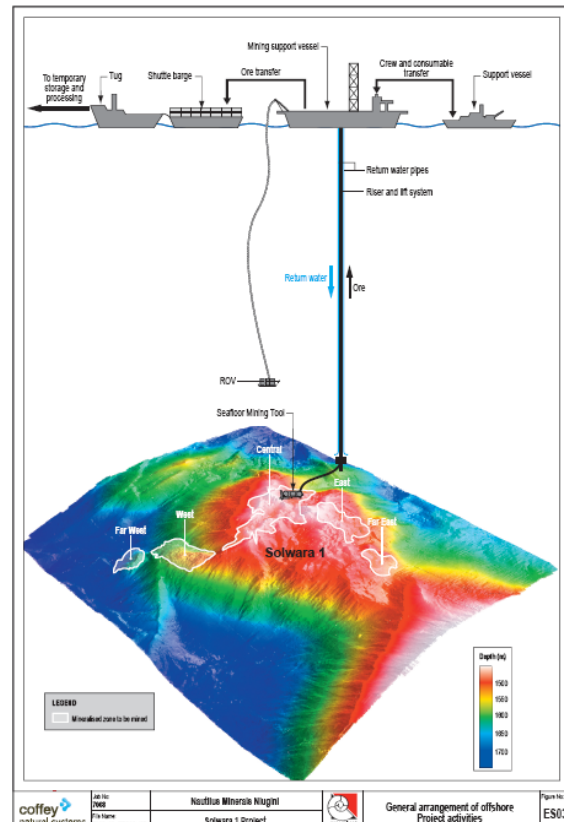 Mining support vessel
Crew and consumable
transfer
To temporary
storage and
processing
Tug
Shuttle barge
Ore transfer
Support vessel
Return water pipes
Riser and lift system
Return water
Ore
ROV
Seafloor Mining Tool
Central
East
Far West
West
Far East
Solwara 1
Depth (m)
1500
1550
1600
1650
1700
LEGEND
Mineralised zone to be mined
coffey
natural systems
Job No:
7068
File Name:
Nautilus Minerals Niugini
Solwara 1 Project
General arrangement of offshore
Project activities
Figure No:
ES03